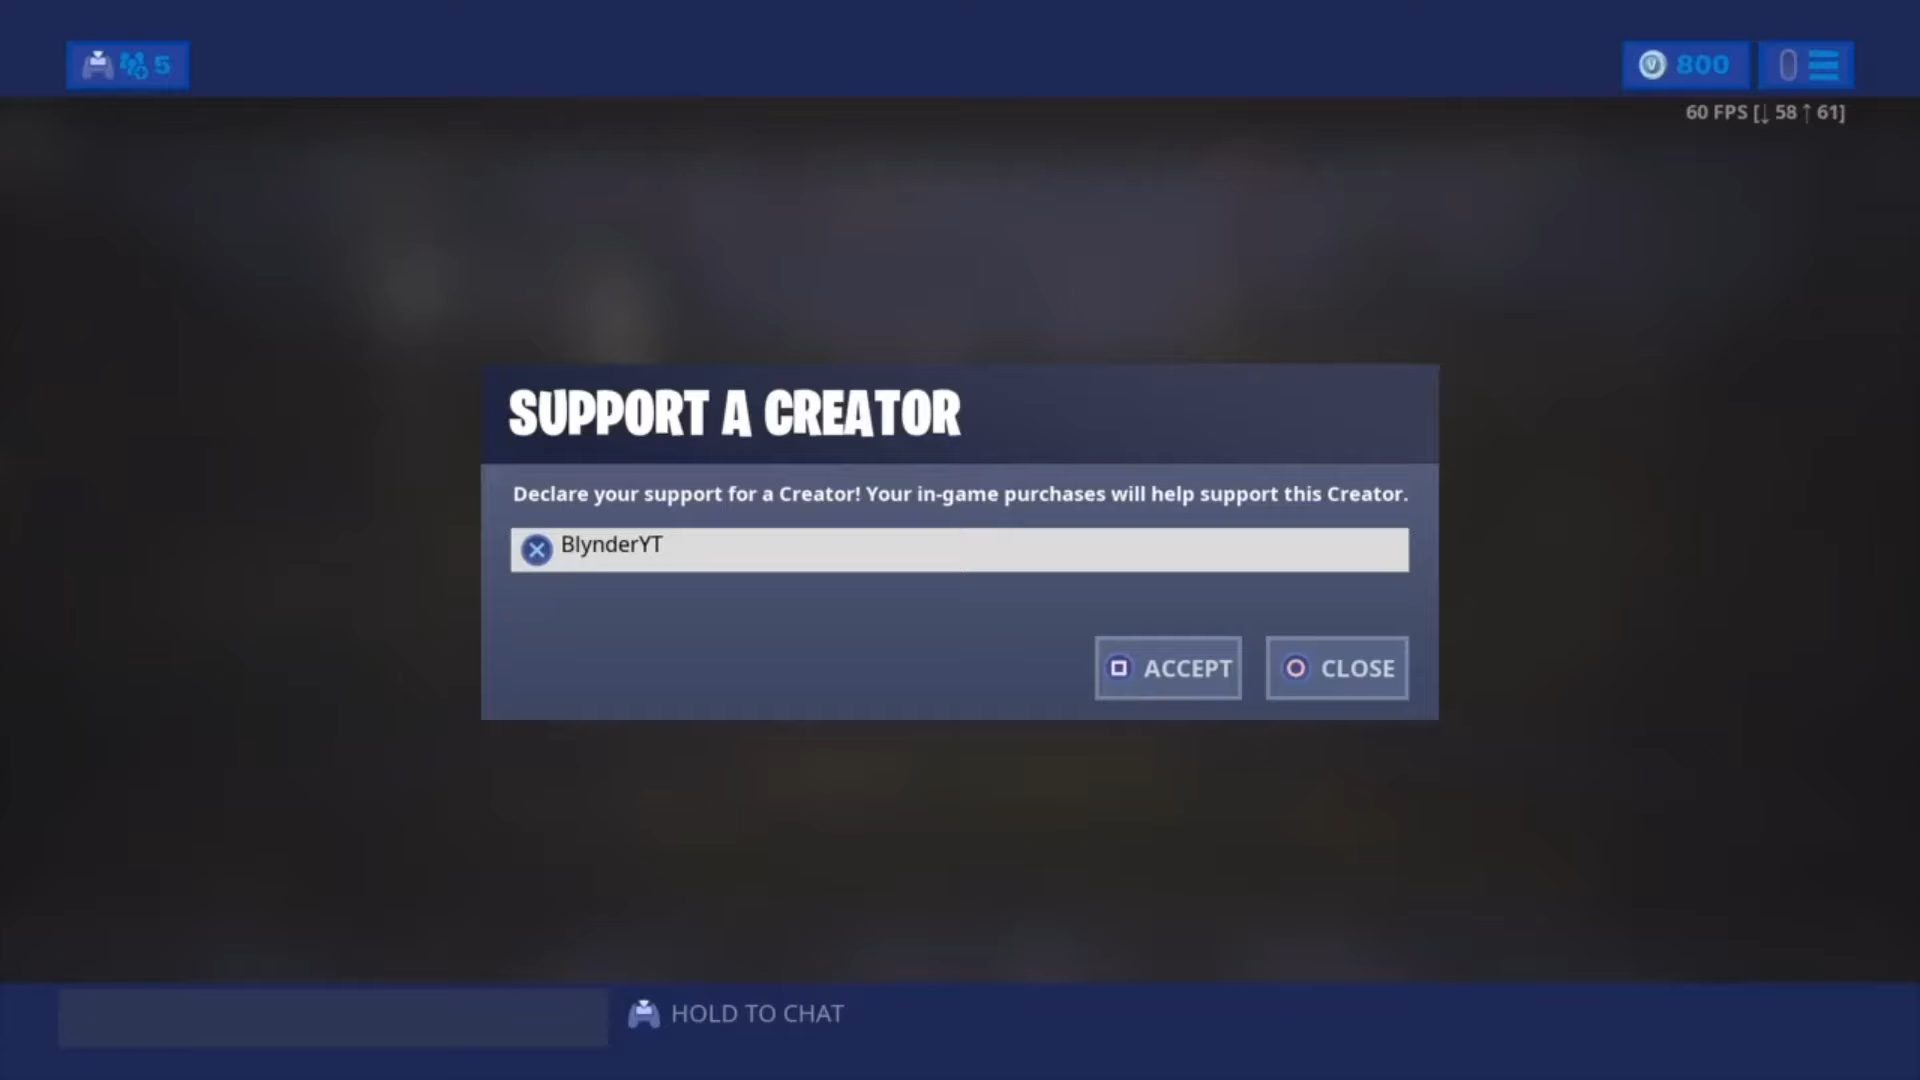 5
800
60 FPS [↓ 58 ↑ 61]
SUPPORT A CREATOR
Declare your support for a Creator! Your in-game purchases will help support this Creator.
BlynderYT
ACCEPT
CLOSE
HOLD TO CHAT